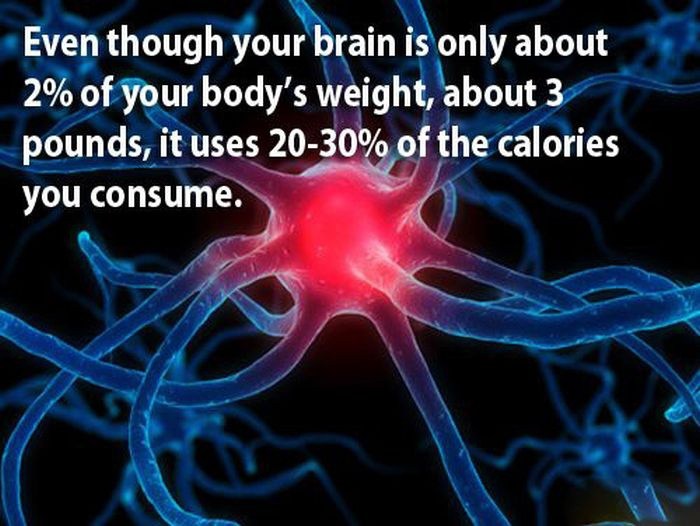 Even though your brain is only about
2% of your body’s weight, about 3
pounds, it uses 20-30% of the calories
you consume.